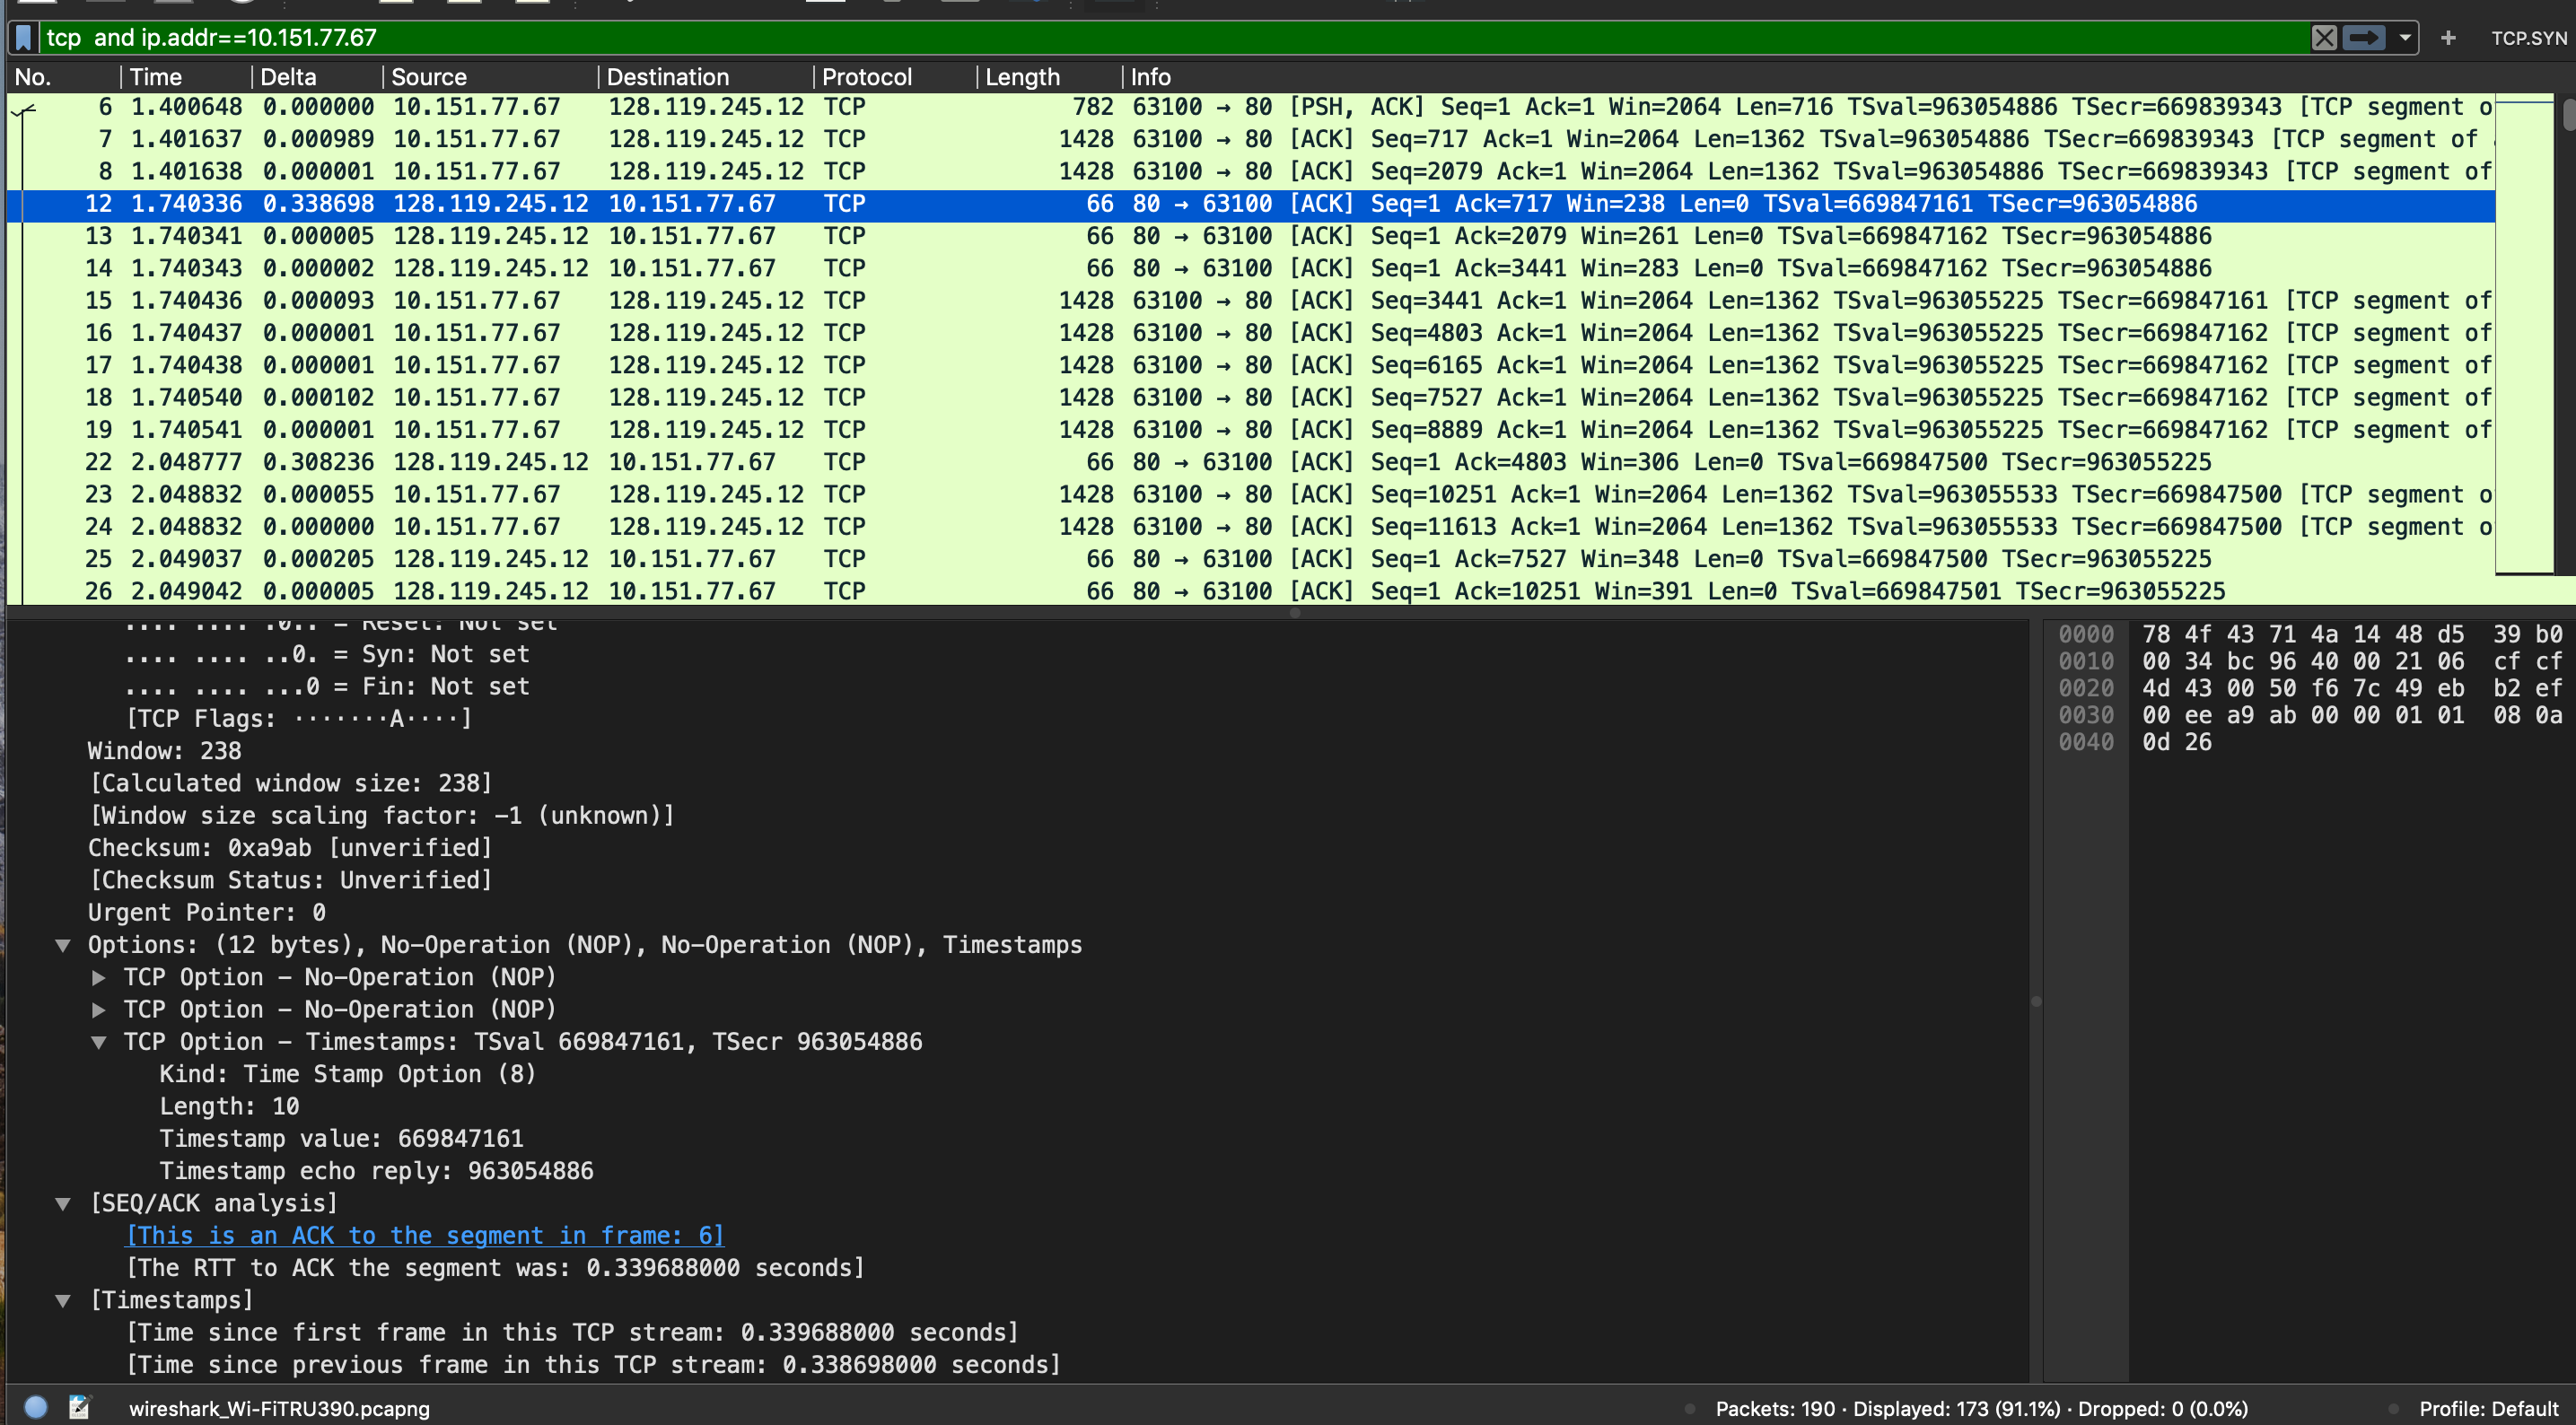 tcp  and ip.addr==10.151.77.67 + TCP.SYN
No. Time Delta Source Destination Protocol Length Info
6 1.400648 0.000000 10.151.77.67 128.119.245.12 TCP 782 63100 → 80 [PSH, ACK] Seq=1 Ack=1 Win=2064 Len=716 TSval=963054886 TSecr=669839343 [TCP segment o
7 1.401637 0.000989 10.151.77.67 128.119.245.12 TCP 1428 63100 → 80 [ACK] Seq=717 Ack=1 Win=2064 Len=1362 TSval=963054886 TSecr=669839343 [TCP segment of
8 1.401638 0.000001 10.151.77.67 128.119.245.12 TCP 1428 63100 → 80 [ACK] Seq=2079 Ack=1 Win=2064 Len=1362 TSval=963054886 TSecr=669839343 [TCP segment of
12 1.740336 0.338698 128.119.245.12 10.151.77.67 TCP 66 80 → 63100 [ACK] Seq=1 Ack=717 Win=238 Len=0 TSval=669847161 TSecr=963054886
13 1.740341 0.000005 128.119.245.12 10.151.77.67 TCP 66 80 → 63100 [ACK] Seq=1 Ack=2079 Win=261 Len=0 TSval=669847162 TSecr=963054886
14 1.740343 0.000002 128.119.245.12 10.151.77.67 TCP 66 80 → 63100 [ACK] Seq=1 Ack=3441 Win=283 Len=0 TSval=669847162 TSecr=963054886
15 1.740436 0.000093 10.151.77.67 128.119.245.12 TCP 1428 63100 → 80 [ACK] Seq=3441 Ack=1 Win=2064 Len=1362 TSval=963055225 TSecr=669847161 [TCP segment of
16 1.740437 0.000001 10.151.77.67 128.119.245.12 TCP 1428 63100 → 80 [ACK] Seq=4803 Ack=1 Win=2064 Len=1362 TSval=963055225 TSecr=669847162 [TCP segment of
17 1.740438 0.000001 10.151.77.67 128.119.245.12 TCP 1428 63100 → 80 [ACK] Seq=6165 Ack=1 Win=2064 Len=1362 TSval=963055225 TSecr=669847162 [TCP segment of
18 1.740540 0.000102 10.151.77.67 128.119.245.12 TCP 1428 63100 → 80 [ACK] Seq=7527 Ack=1 Win=2064 Len=1362 TSval=963055225 TSecr=669847162 [TCP segment of
19 1.740541 0.000001 10.151.77.67 128.119.245.12 TCP 1428 63100 → 80 [ACK] Seq=8889 Ack=1 Win=2064 Len=1362 TSval=963055225 TSecr=669847162 [TCP segment of
22 2.048777 0.308236 128.119.245.12 10.151.77.67 TCP 66 80 → 63100 [ACK] Seq=1 Ack=4803 Win=306 Len=0 TSval=669847500 TSecr=963055225
23 2.048832 0.000055 10.151.77.67 128.119.245.12 TCP 1428 63100 → 80 [ACK] Seq=10251 Ack=1 Win=2064 Len=1362 TSval=963055533 TSecr=669847500 [TCP segment o
24 2.048832 0.000000 10.151.77.67 128.119.245.12 TCP 1428 63100 → 80 [ACK] Seq=11613 Ack=1 Win=2064 Len=1362 TSval=963055533 TSecr=669847500 [TCP segment o
25 2.049037 0.000205 128.119.245.12 10.151.77.67 TCP 66 80 → 63100 [ACK] Seq=1 Ack=7527 Win=348 Len=0 TSval=669847500 TSecr=963055225
26 2.049042 0.000005 128.119.245.12 10.151.77.67 TCP 66 80 → 63100 [ACK] Seq=1 Ack=10251 Win=391 Len=0 TSval=669847501 TSecr=963055225
.... .... .0.. = Reset: Not set
.... .... ..0. = Syn: Not set
.... .... ...0 = Fin: Not set
[TCP Flags: ·······A····]
Window: 238
[Calculated window size: 238]
[Window size scaling factor: -1 (unknown)]
Checksum: 0xa9ab [unverified]
[Checksum Status: Unverified]
Urgent Pointer: 0
Options: (12 bytes), No-Operation (NOP), No-Operation (NOP), Timestamps
TCP Option - No-Operation (NOP)
TCP Option - No-Operation (NOP)
TCP Option - Timestamps: TSval 669847161, TSecr 963054886
Kind: Time Stamp Option (8)
Length: 10
Timestamp value: 669847161
Timestamp echo reply: 963054886
[SEQ/ACK analysis]
[This is an ACK to the segment in frame: 6]
[The RTT to ACK the segment was: 0.339688000 seconds]
[Timestamps]
[Time since first frame in this TCP stream: 0.339688000 seconds]
[Time since previous frame in this TCP stream: 0.338698000 seconds]
0000 78 4f 43 71 4a 14 48 d5 39 b0
0010 00 34 bc 96 40 00 21 06 cf cf
0020 4d 43 00 50 f6 7c 49 eb b2 ef
0030 00 ee a9 ab 00 00 01 01 08 0a
0040 0d 26
wireshark_Wi-FiTRU390.pcapng Packets: 190 · Displayed: 173 (91.1%) · Dropped: 0 (0.0%) Profile: Default